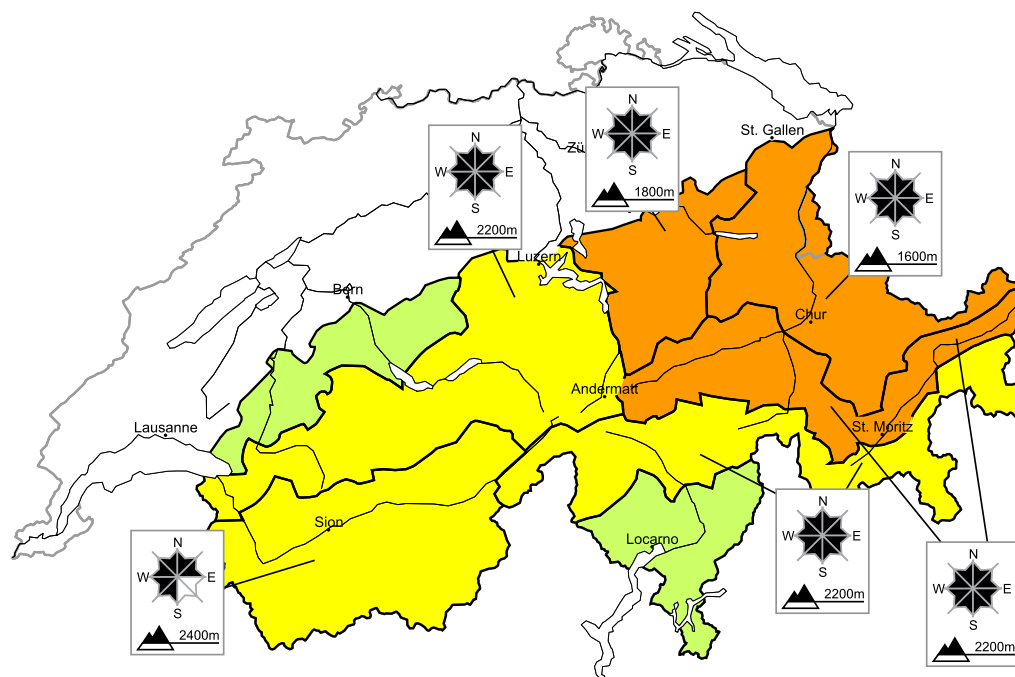 N
W E
S
1800m
St. Gallen
Zü
N
W E
S
2200m
N
W E
S
1600m
Luzern
Bern
Chur
Andermatt
Lausanne
St. Moritz
N
W E
S
2200m
Sion
Locarno
N
W E
S
2400m
N
W E
S
2200m